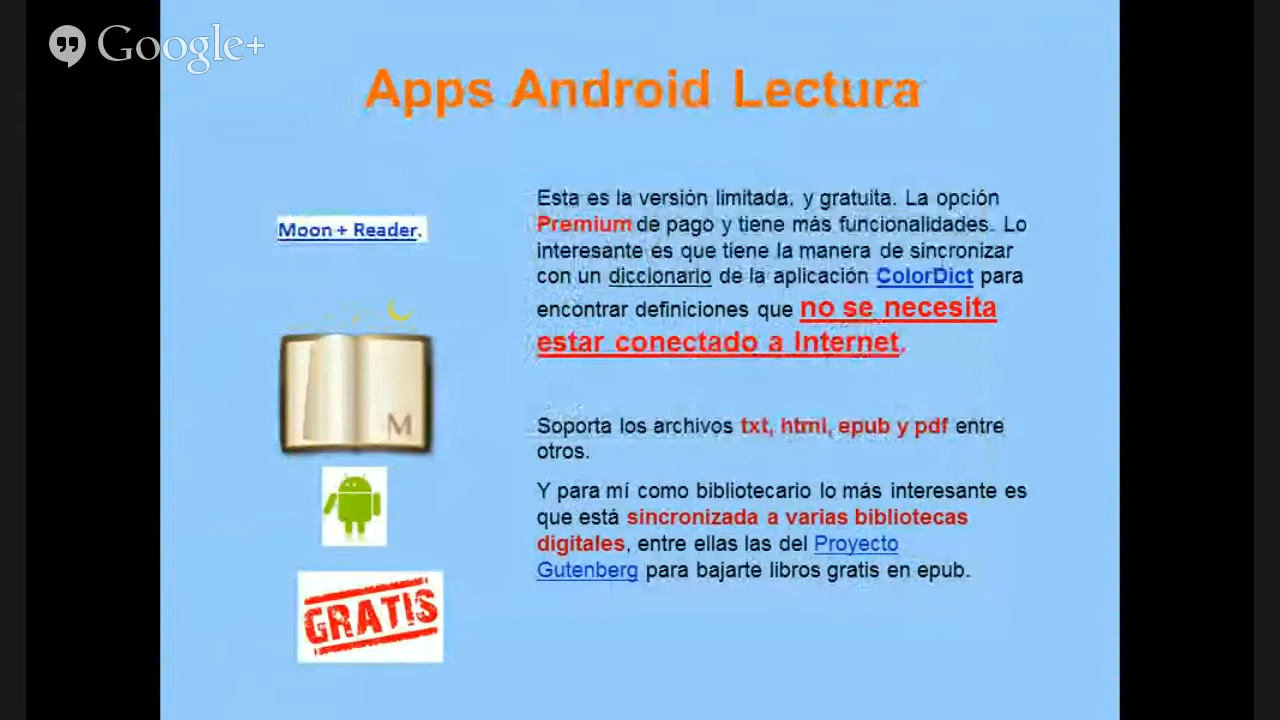 Google+
Apps Android Lectura
Moon + Reader.
M
GRATIS
Esta es la versión limitada, y gratuita. La opción
Premium de pago y tiene más funcionalidades. Lo
interesante es que tiene la manera de sincronizar
con un diccionario de la aplicación ColorDict para
encontrar definiciones que no se necesita
estar conectado a Internet.
Soporta los archivos txt, html, epub y pdf entre
otros.
Y para mí como bibliotecario lo más interesante es
que está sincronizada a varias bibliotecas
digitales, entre ellas las del Proyecto
Gutenberg para bajarte libros gratis en epub.